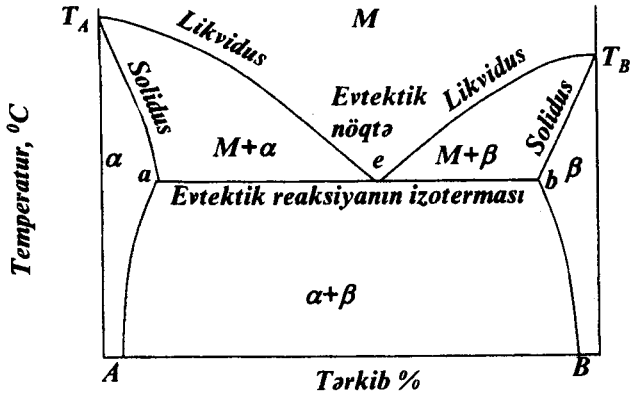 M
T_A
Likvidus
Likvidus
T_B
Solidus
Evtektik
nöqtə
Solidus
Temperatur, ⁰C
α
a
M+α
e
M+β
b
β
Evtektik reaksiyanın izoterması
α+β
A
Tərkib %
B